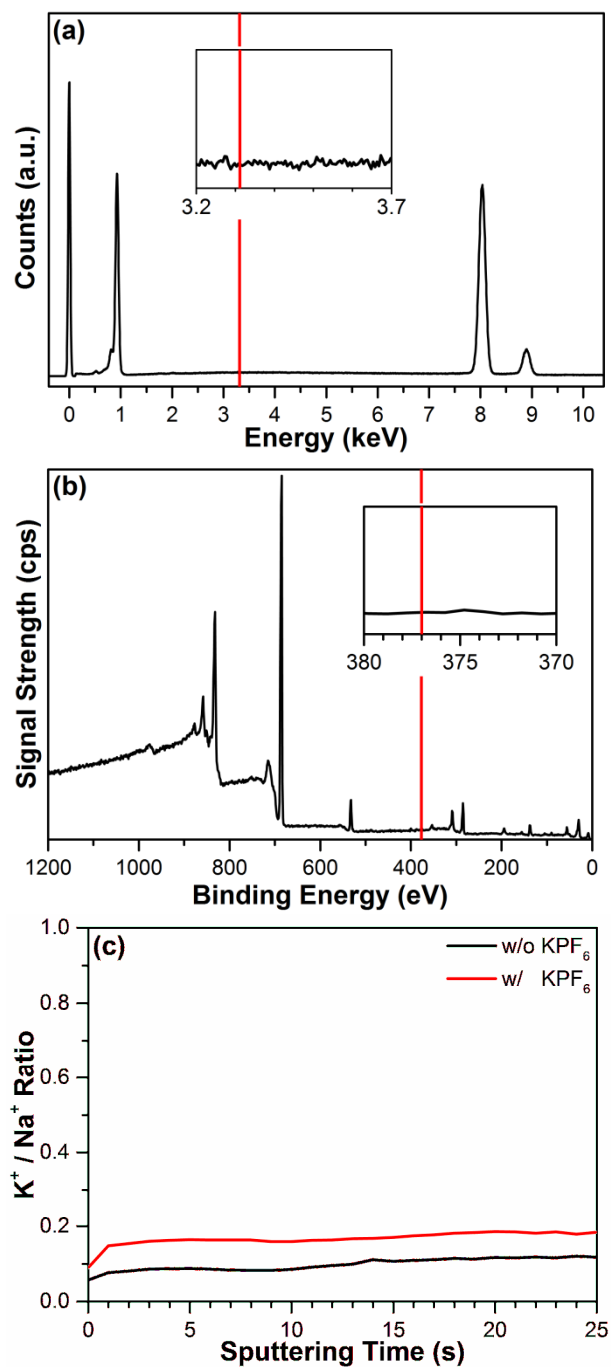 (a)
Counts (a.u.)
3.2 3.7
0 1 2 3 4 5 6 7 8 9 10
Energy (keV)
(b)
Signal Strength (cps)
380 375 370
1200 1000 800 600 400 200 0
Binding Energy (eV)
(c)
w/o KPF₆
w/ KPF₆
K⁺ / Na⁺ Ratio
1.0
0.8
0.6
0.4
0.2
0.0
0 5 10 15 20 25
Sputtering Time (s)